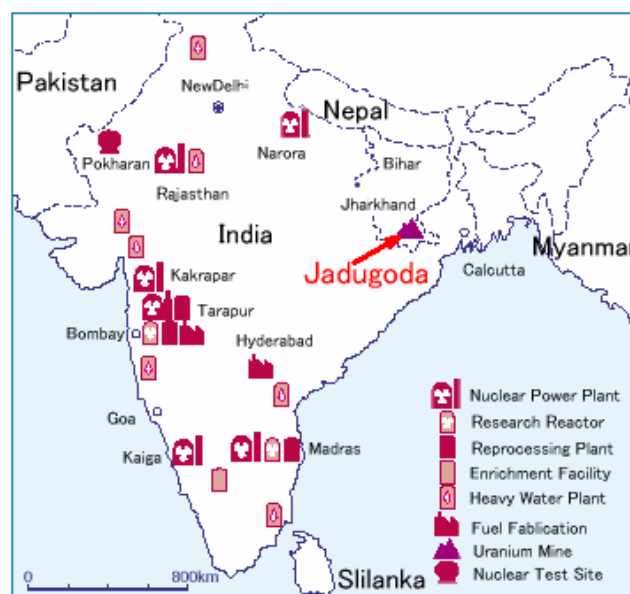 Pakistan
NewDelhi
Nepal
Pokharan
Narora
Bihar
Rajasthan
Jharkhand
India
Myanmar
Jadugoda
Calcutta
Kakrapar
Tarapur
Bombay
Hyderabad
Goa
Kaiga
Madras
Nuclear Power Plant
Research Reactor
Reprocessing Plant
Enrichment Facility
Heavy Water Plant
Fuel Fablication
Uranium Mine
Nuclear Test Site
0 800km
Slilanka